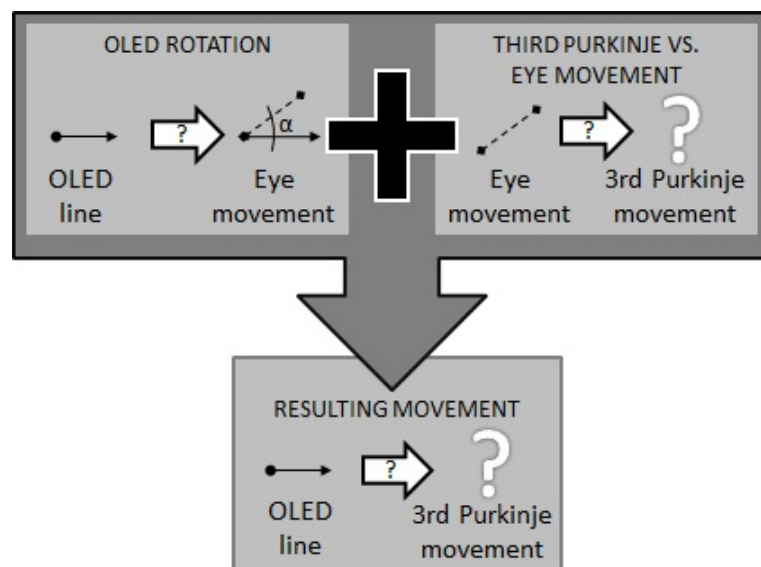 OLED ROTATION
?
α
OLED
line
Eye
movement
THIRD PURKINJE VS.
EYE MOVEMENT
?
?
Eye
movement
3rd Purkinje
movement
RESULTING MOVEMENT
?
?
OLED
line
3rd Purkinje
movement